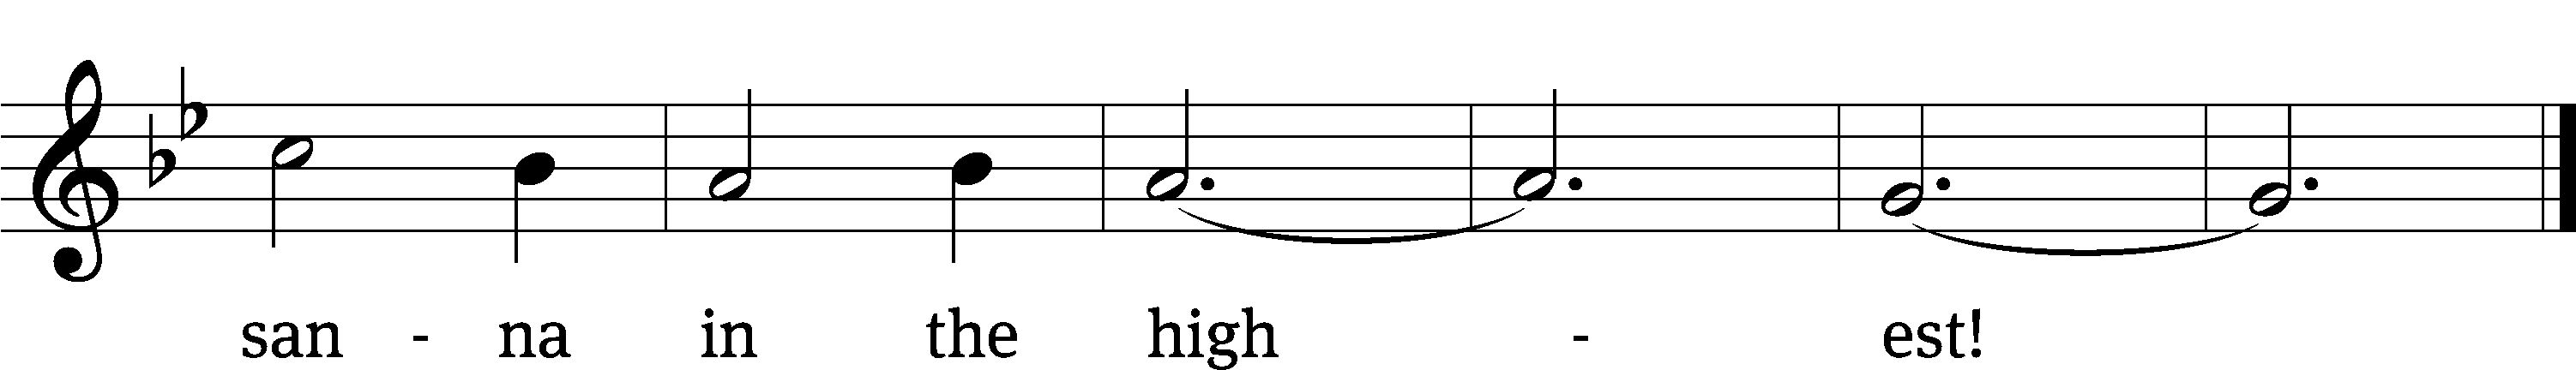 san - na in the high - est!